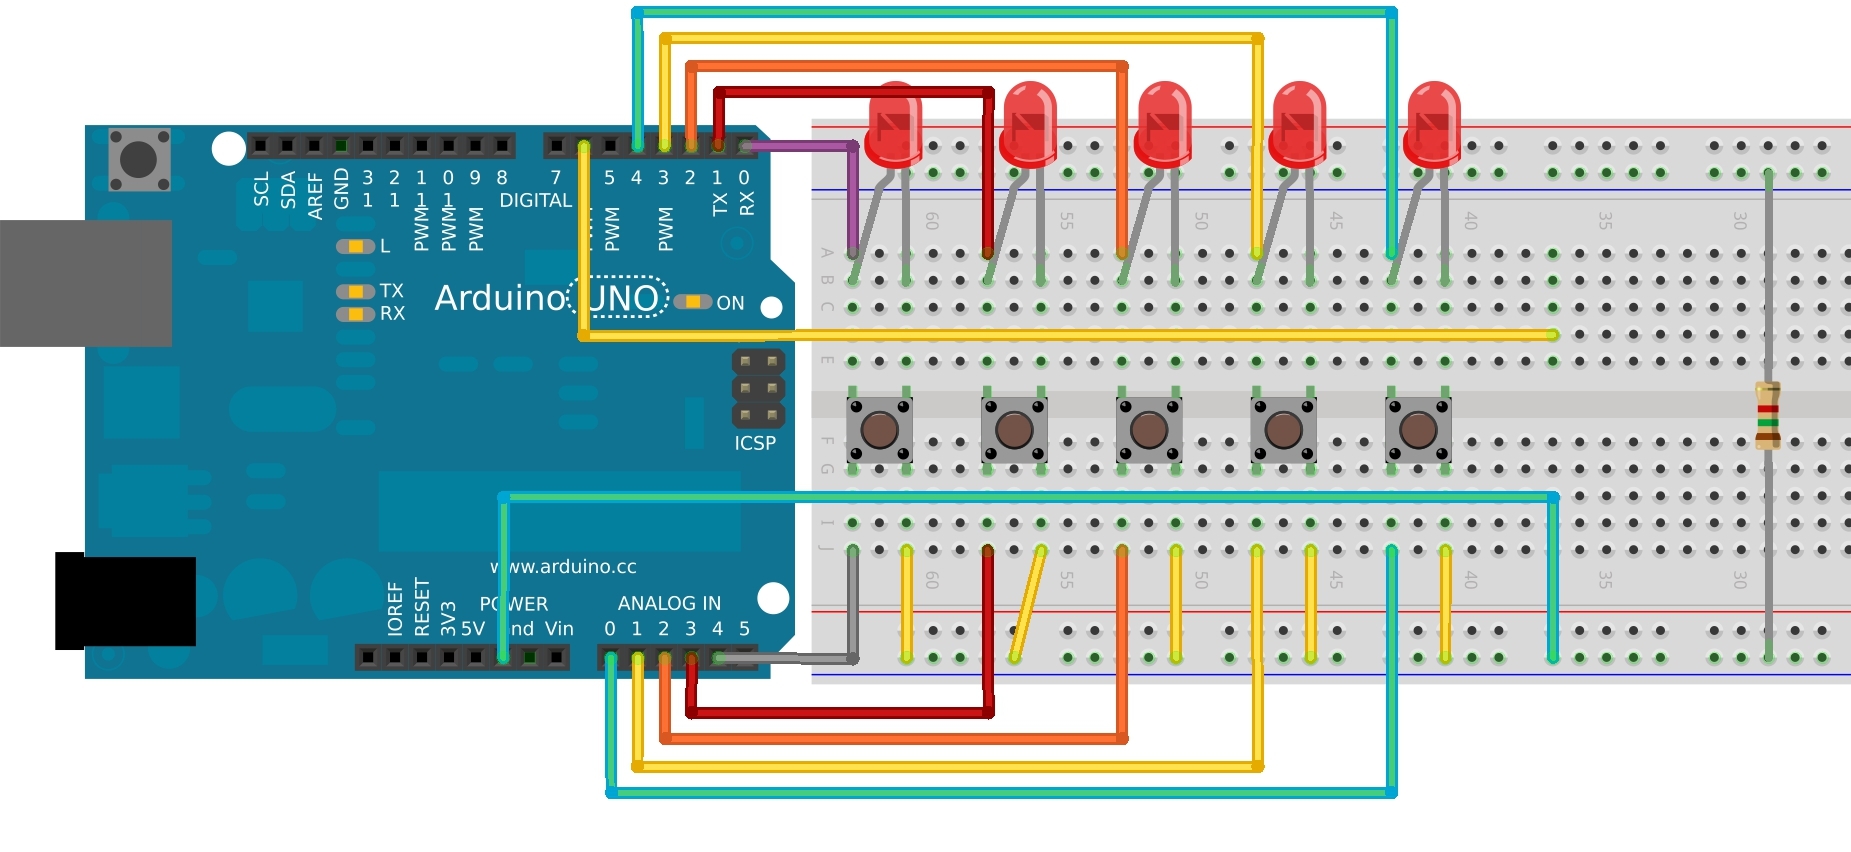 SCL
SDA
AREF
GND
13
12
11
10
9
8
7
5
4
3
2
1
0
PWM
PWM
PWM
PWM
PWM
TX
RX
DIGITAL
L
TX
RX
Arduino UNO
ON
ICSP
www.arduino.cc
IOREF
RESET
3V3
5V
POWER
Vin
ANALOG IN
0 1 2 3 4 5
60 55 50 45 40 35 30
A
B
C
E
F
G
I
J
60 55 50 45 40 35 30